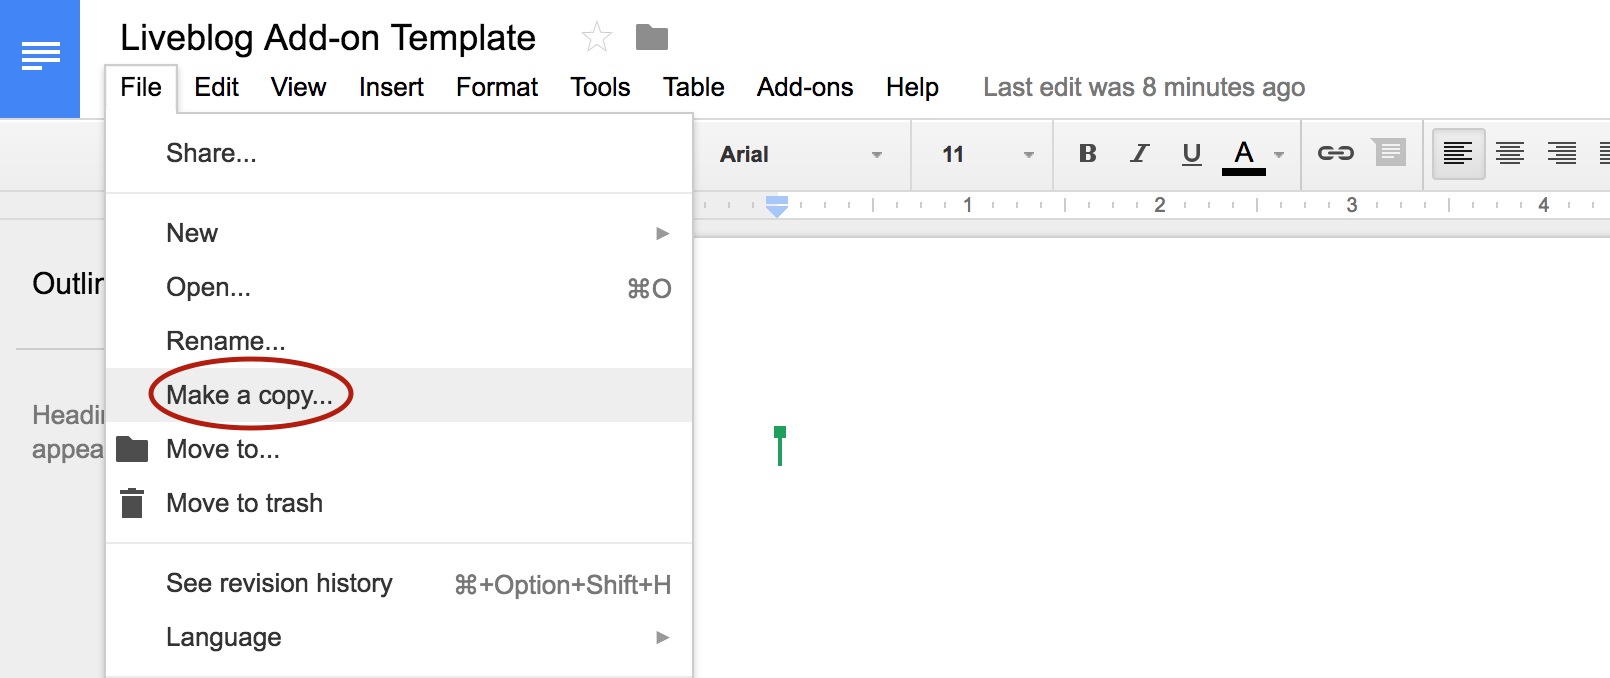 Liveblog Add-on Template
File Edit View Insert Format Tools Table Add-ons Help Last edit was 8 minutes ago
Share...
Arial 11 B I U A
1 2 3 4
New
Outlin
Open... ⌘O
Rename...
Make a copy...
Headin
Move to...
appea
Move to trash
See revision history ⌘+Option+Shift+H
Language